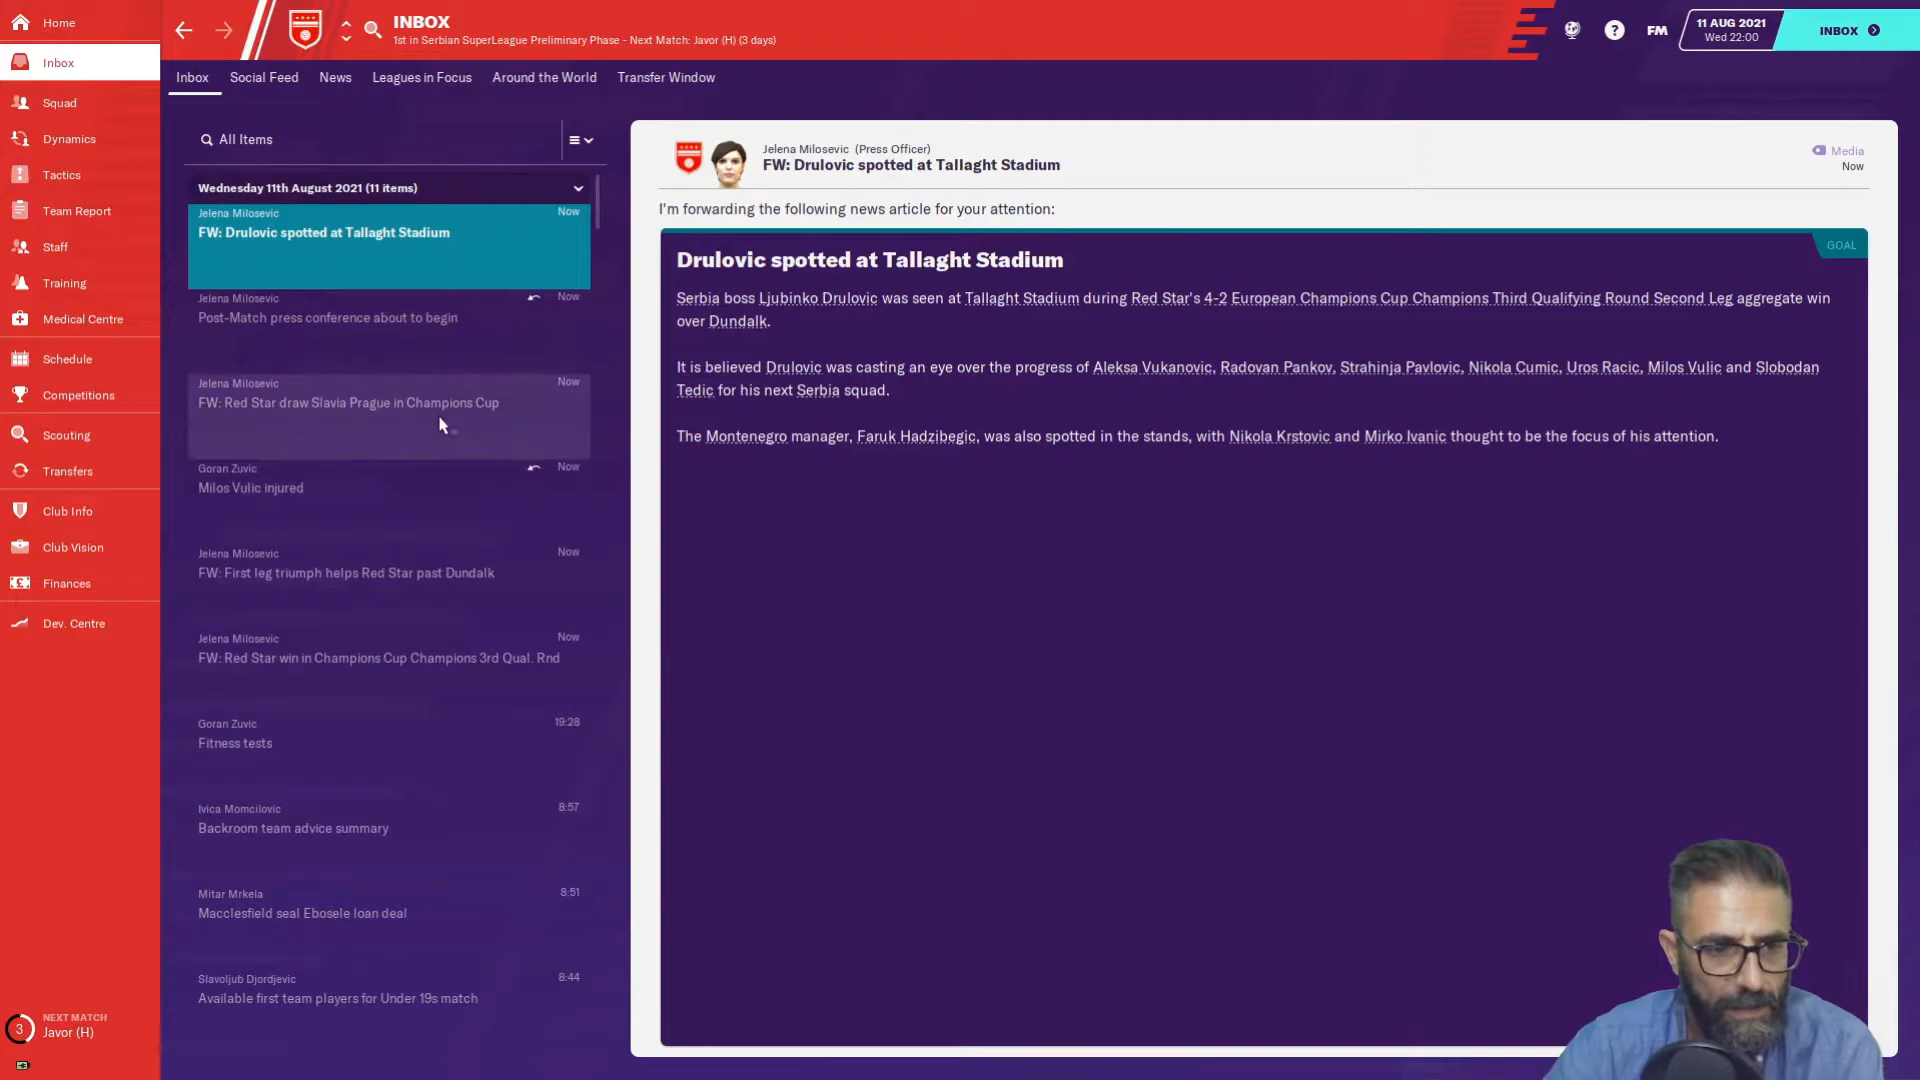 Home
Inbox
Squad
Dynamics
Tactics
Team Report
Staff
Training
Medical Centre
Schedule
Competitions
Scouting
Transfers
Club Info
Club Vision
Finances
Dev. Centre
3
NEXT MATCH
Javor (H)
INBOX
1st in Serbian SuperLeague Preliminary Phase - Next Match: Javor (H) (3 days)
?
FM
11 AUG 2021
Wed 22:00
INBOX
Inbox
Social Feed
News
Leagues in Focus
Around the World
Transfer Window
All Items
Wednesday 11th August 2021 (11 items)
Jelena Milosevic
Now
FW: Drulovic spotted at Tallaght Stadium
Jelena Milosevic
Now
Post-Match press conference about to begin
Jelena Milosevic
Now
FW: Red Star draw Slavia Prague in Champions Cup
Goran Zuvic
Now
Milos Vulic injured
Jelena Milosevic
Now
FW: First leg triumph helps Red Star past Dundalk
Jelena Milosevic
Now
FW: Red Star win in Champions Cup Champions 3rd Qual. Rnd
Goran Zuvic
19:28
Fitness tests
Ivica Momcilovic
8:57
Backroom team advice summary
Mitar Mrkela
8:51
Macclesfield seal Ebosele loan deal
Slavoljub Djordjevic
8:44
Available first team players for Under 19s match
Jelena Milosevic (Press Officer)
FW: Drulovic spotted at Tallaght Stadium
Media
Now
I'm forwarding the following news article for your attention:
GOAL
Drulovic spotted at Tallaght Stadium
Serbia boss Ljubinko Drulovic was seen at Tallaght Stadium during Red Star's 4-2 European Champions Cup Champions Third Qualifying Round Second Leg aggregate win
over Dundalk.
It is believed Drulovic was casting an eye over the progress of Aleksa Vukanovic, Radovan Pankov, Strahinja Pavlovic, Nikola Cumic, Uros Racic, Milos Vulic and Slobodan
Tedic for his next Serbia squad.
The Montenegro manager, Faruk Hadzibegic, was also spotted in the stands, with Nikola Krstovic and Mirko Ivanic thought to be the focus of his attention.